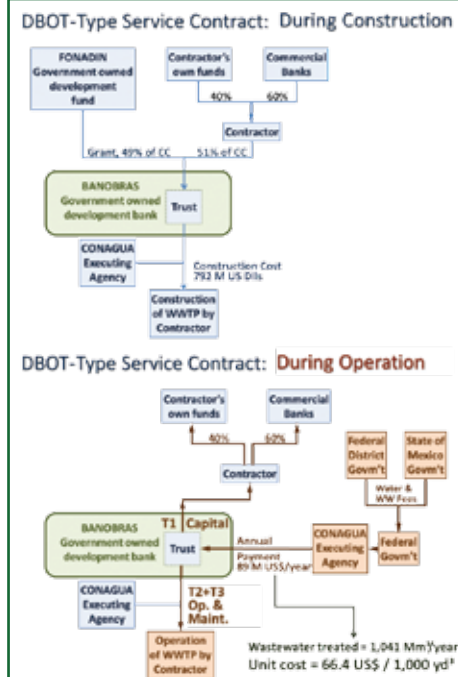 DBOT-Type Service Contract: During Construction
FONADIN
Government owned
development
fund
Contractor's
own funds
Commercial
Banks
40%
60%
Contractor
Grant, 49% of CC
51% of CC
BANOBRAS
Government owned
development bank
Trust
CONAGUA
Executing
Agency
Construction Cost
792 M US Dlls
Construction
of WWTP by
Contractor
DBOT-Type Service Contract: During Operation
Contractor's
own funds
Commercial
Banks
40%
60%
Contractor
Federal
District
Govm't
State of
Mexico
Govm't
Water &
WW Fees
BANOBRAS
Government owned
development bank
T1 Capital
Trust
Annual
Payment
89 M US$/year
CONAGUA
Executing
Agency
Federal
Govm't
CONAGUA
Executing
Agency
T2+T3
Op. &
Maint.
Operation
of WWTP by
Contractor
Wastewater treated = 1,041 Mm³/year
Unit cost = 66.4 US$ / 1,000 yd³